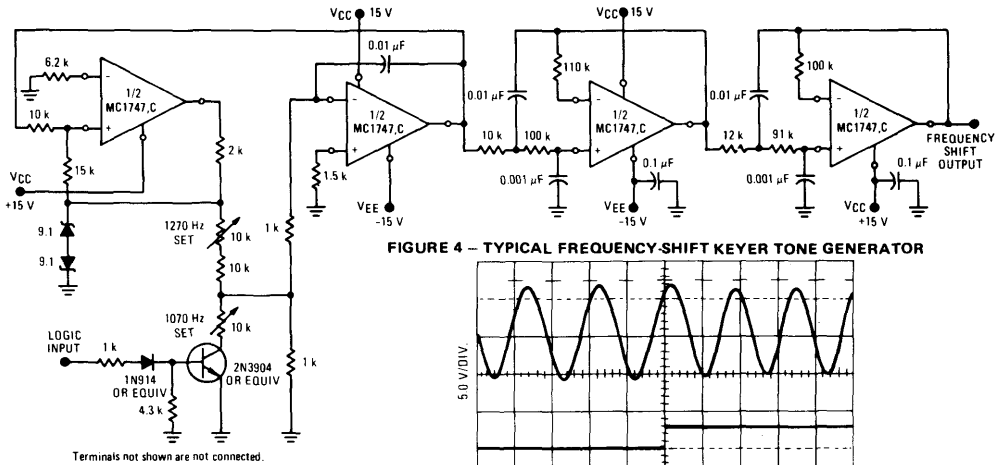 VCC 15 V
VCC 15 V
0.01 µF
6.2k
1/2
MC1747,C
-
+
10 k
15 k
VCC
+15 V
2 k
9.1
9.1
1270 Hz
SET
10 k
10 k
1070 Hz
SET
10k
LOGIC
INPUT
1 k
1N914
OR EQUIV
4.3 k
2N3904
OR EQUIV
1 k
1 k
Terminals not shown are not connected.
1/2
MC1747,C
-
+
1.5 k
VEE
-15 V
0.01 µF
110 k
10 k
100 k
0.001 µF
1/2
MC1747,C
-
+
0.1 µF
VEE
-15 V
0.01 µF
100 k
12 k
91 k
0.001 µF
1/2
MC1747,C
-
+
0.1 µF
VCC
+15 V
FREQUENCY
SHIFT
OUTPUT
FIGURE 4 – TYPICAL FREQUENCY-SHIFT KEYER TONE GENERATOR
5.0 V/DIV.